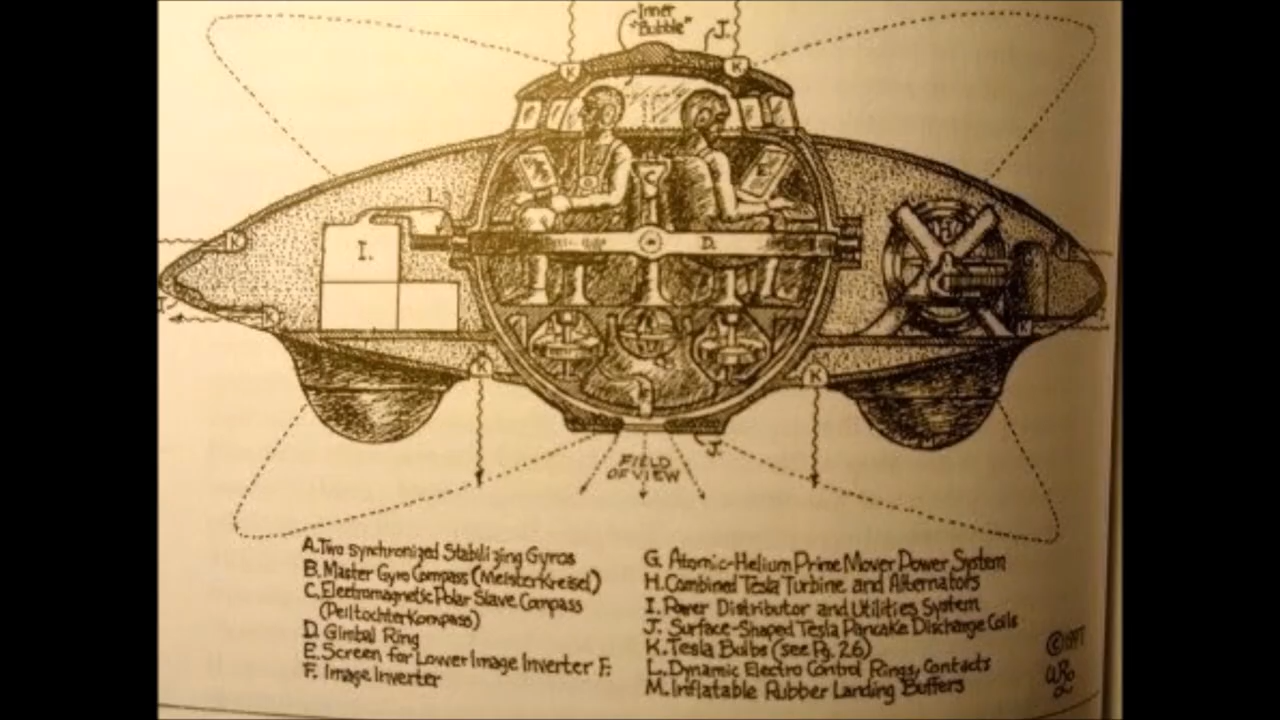 Inner
"Bubble"
J.
K
K
E
C
I.
H
D.
K
K
K
K
F
J.
FIELD
OF VIEW
A. Two Synchronized Stabilizing Gyros
B. Master Gyro Compass (Meisterkreisel)
C. Electromagnetic Polar Slave Compass
(Peiltochterkompass)
D. Gimbal Ring
E. Screen for Lower Image Inverter F.
F. Image Inverter
G. Atomic-Helium Prime Mover Power System
H. Combined Tesla Turbine and Alternators
I. Power Distributor and Utilities System
J. Surface-Shaped Tesla Pancake Discharge Coils
K. Tesla Bulbs (see Pg. 26)
L. Dynamic Electro Control Rings, Contacts
M. Inflatable Rubber Landing Buffers